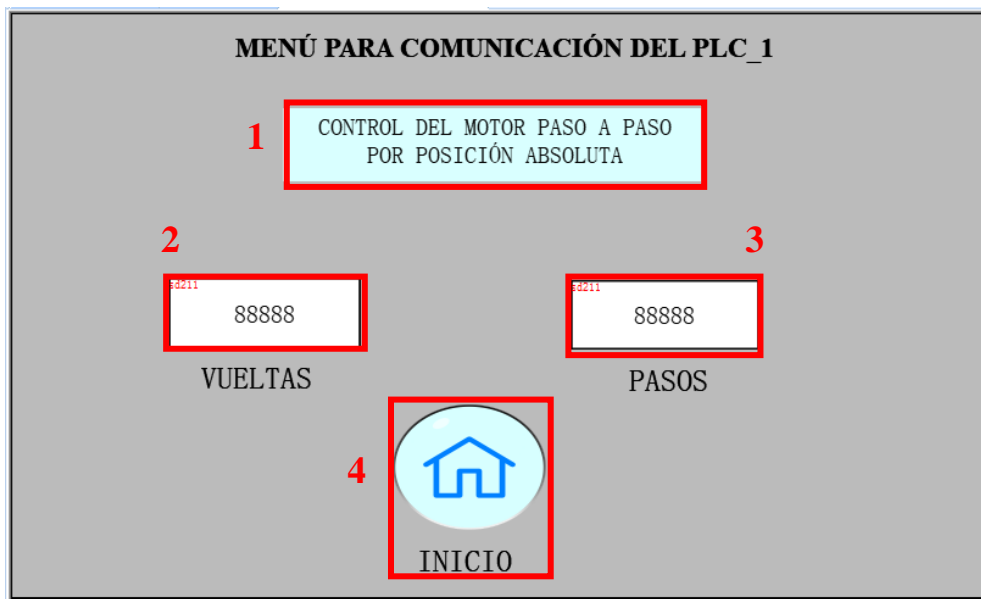 MENÚ PARA COMUNICACIÓN DEL PLC_1
1
CONTROL DEL MOTOR PASO A PASO
POR POSICIÓN ABSOLUTA
2
3
sd211
88888
sd211
88888
VUELTAS
PASOS
4
INICIO